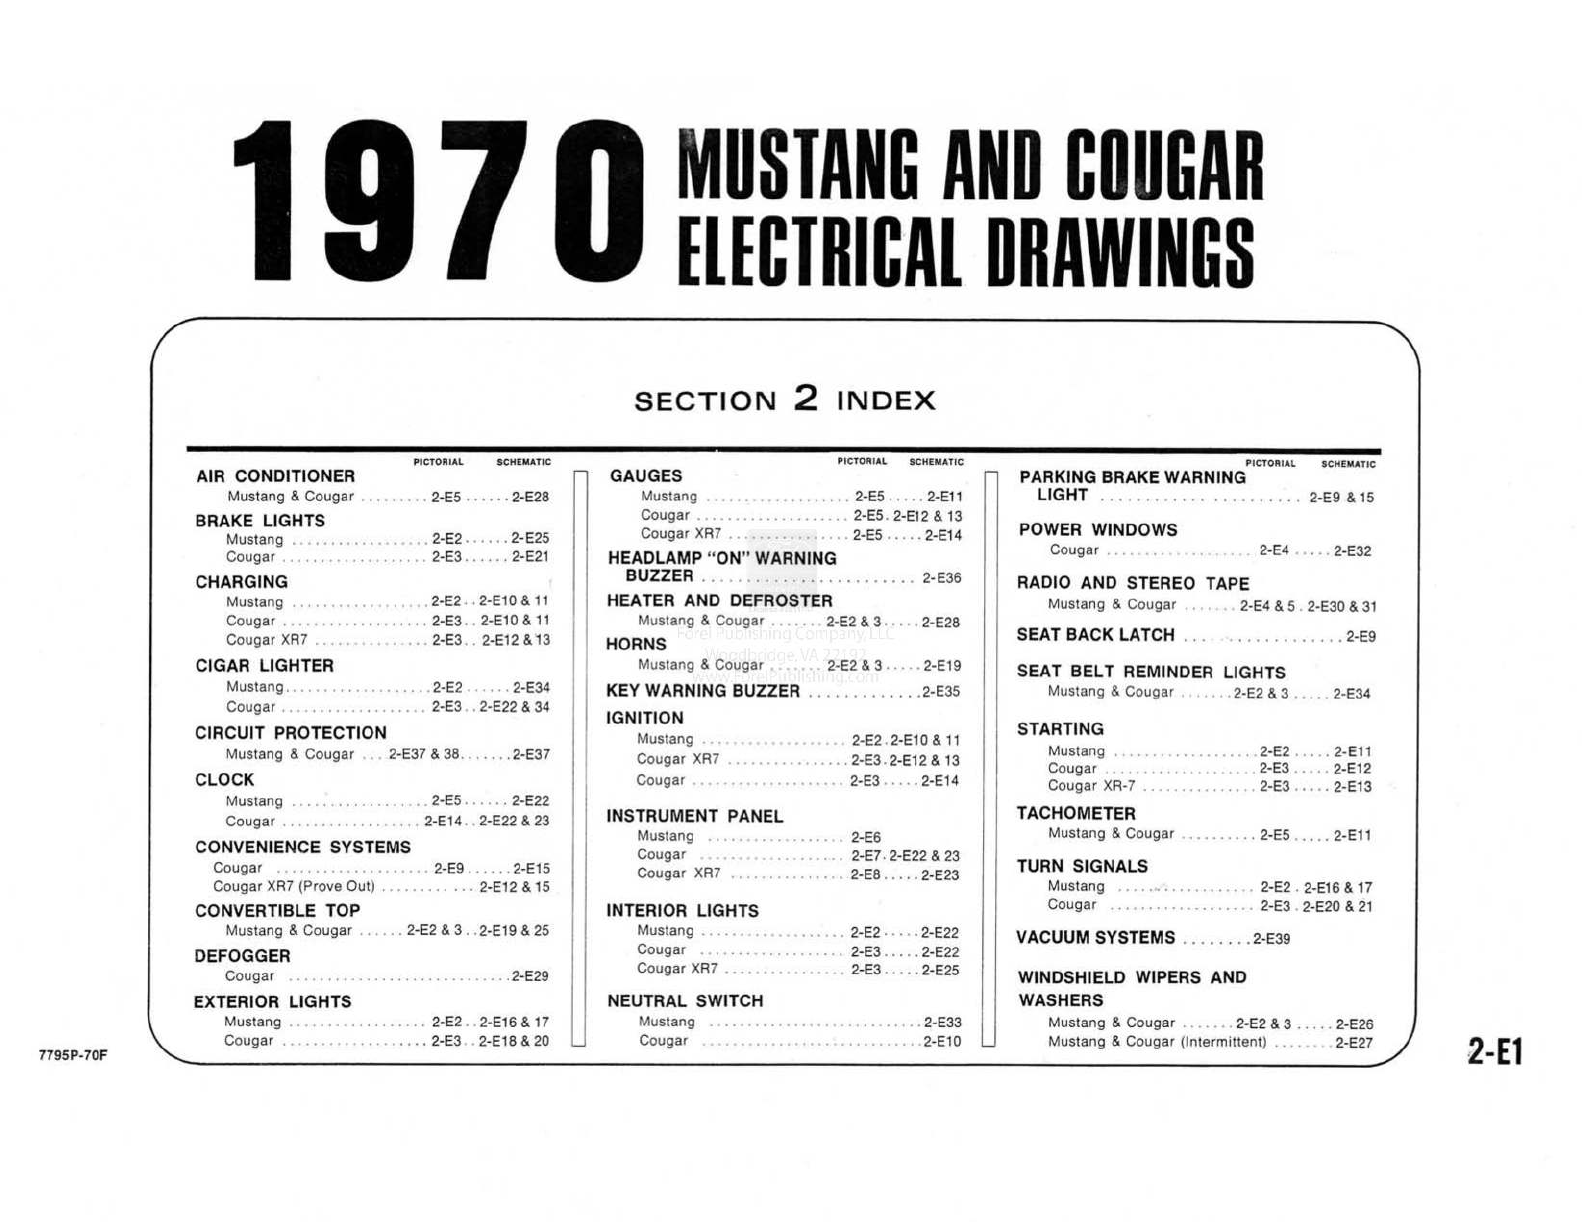 1970 MUSTANG AND COUGAR
ELECTRICAL DRAWINGS
SECTION 2 INDEX
PICTORIAL SCHEMATIC
AIR CONDITIONER
Mustang & Cougar ......... 2-E5 ...... 2-E28
BRAKE LIGHTS
Mustang .................. 2-E2 ...... 2-E25
Cougar ................... 2-E3 ...... 2-E21
CHARGING
Mustang .................. 2-E2 .. 2-E10 & 11
Cougar ................... 2-E3 .. 2-E10 & 11
Cougar XR7 ............... 2-E3 .. 2-E12 & 13
CIGAR LIGHTER
Mustang ................... 2-E2 ...... 2-E34
Cougar ................... 2-E3 .. 2-E22 & 34
CIRCUIT PROTECTION
Mustang & Cougar .... 2-E37 & 38 ....... 2-E37
CLOCK
Mustang .................. 2-E5 ...... 2-E22
Cougar .................. 2-E14 .. 2-E22 & 23
CONVENIENCE SYSTEMS
Cougar .................... 2-E9 ...... 2-E15
Cougar XR7 (Prove Out) ............ 2-E12 & 15
CONVERTIBLE TOP
Mustang & Cougar ...... 2-E2 & 3 .. 2-E19 & 25
DEFOGGER
Cougar ............................. 2-E29
EXTERIOR LIGHTS
Mustang .................. 2-E2 .. 2-E16 & 17
Cougar ................... 2-E3 .. 2-E18 & 20
PICTORIAL SCHEMATIC
GAUGES
Mustang ................... 2-E5 ..... 2-E11
Cougar .................... 2-E5 . 2-E12 & 13
Cougar XR7 ................ 2-E5 ..... 2-E14
HEADLAMP “ON” WARNING
BUZZER ............................ 2-E36
HEATER AND DEFROSTER
Mustang & Cougar ....... 2-E2 & 3 ..... 2-E28
HORNS
Mustang & Cougar ....... 2-E2 & 3 ..... 2-E19
KEY WARNING BUZZER ............. 2-E35
IGNITION
Mustang ................... 2-E2 . 2-E10 & 11
Cougar XR7 ................ 2-E3 . 2-E12 & 13
Cougar .................... 2-E3 ..... 2-E14
INSTRUMENT PANEL
Mustang .................. 2-E6
Cougar ................... 2-E7 . 2-E22 & 23
Cougar XR7 ................ 2-E8 ..... 2-E23
INTERIOR LIGHTS
Mustang ................... 2-E2 ..... 2-E22
Cougar ................... 2-E3 ..... 2-E22
Cougar XR7 ................ 2-E3 ..... 2-E25
NEUTRAL SWITCH
Mustang ............................ 2-E33
Cougar ............................. 2-E10
PICTORIAL SCHEMATIC
PARKING BRAKE WARNING
LIGHT ...................... 2-E9 & 15
POWER WINDOWS
Cougar ................... 2-E4 ..... 2-E32
RADIO AND STEREO TAPE
Mustang & Cougar ....... 2-E4 & 5 . 2-E30 & 31
SEAT BACK LATCH .................. 2-E9
SEAT BELT REMINDER LIGHTS
Mustang & Cougar ....... 2-E2 & 3 ..... 2-E34
STARTING
Mustang ................... 2-E2 ..... 2-E11
Cougar .................... 2-E3 ..... 2-E12
Cougar XR-7 ............... 2-E3 ..... 2-E13
TACHOMETER
Mustang & Cougar .......... 2-E5 ..... 2-E11
TURN SIGNALS
Mustang .................. 2-E2 . 2-E16 & 17
Cougar ................... 2-E3 . 2-E20 & 21
VACUUM SYSTEMS ........ 2-E39
WINDSHIELD WIPERS AND
WASHERS
Mustang & Cougar ....... 2-E2 & 3 ..... 2-E26
Mustang & Cougar (Intermittent) ........ 2-E27
Forel Publishing Company, LLC
Woodbridge, VA 22192
www.ForelPublishing.com
7795P-70F
2-E1